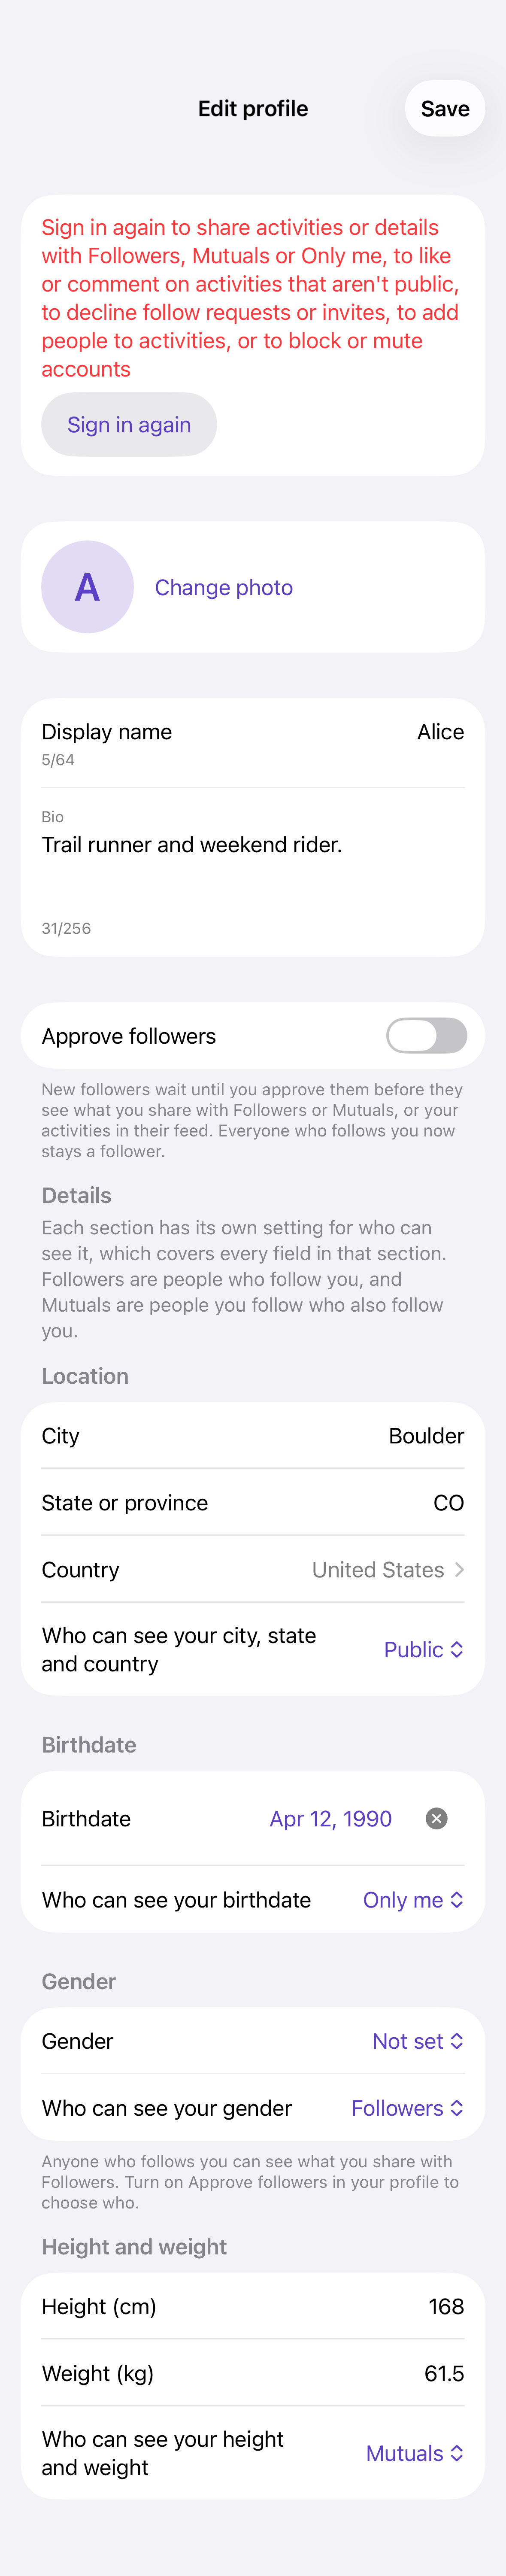 Edit profile
Save
Sign in again to share activities or details
with Followers, Mutuals or Only me, to like
or comment on activities that aren't public,
to decline follow requests or invites, to add
people to activities, or to block or mute
accounts
Sign in again
A
Change photo
Display name
Alice
5/64
Bio
Trail runner and weekend rider.
31/256
Approve followers
New followers wait until you approve them before they
see what you share with Followers or Mutuals, or your
activities in their feed. Everyone who follows you now
stays a follower.
Details
Each section has its own setting for who can
see it, which covers every field in that section.
Followers are people who follow you, and
Mutuals are people you follow who also follow
you.
Location
City
Boulder
State or province
CO
Country
United States
Who can see your city, state
and country
Public
Birthdate
Birthdate
Apr 12, 1990
Who can see your birthdate
Only me
Gender
Gender
Not set
Who can see your gender
Followers
Anyone who follows you can see what you share with
Followers. Turn on Approve followers in your profile to
choose who.
Height and weight
Height (cm)
168
Weight (kg)
61.5
Who can see your height
and weight
Mutuals